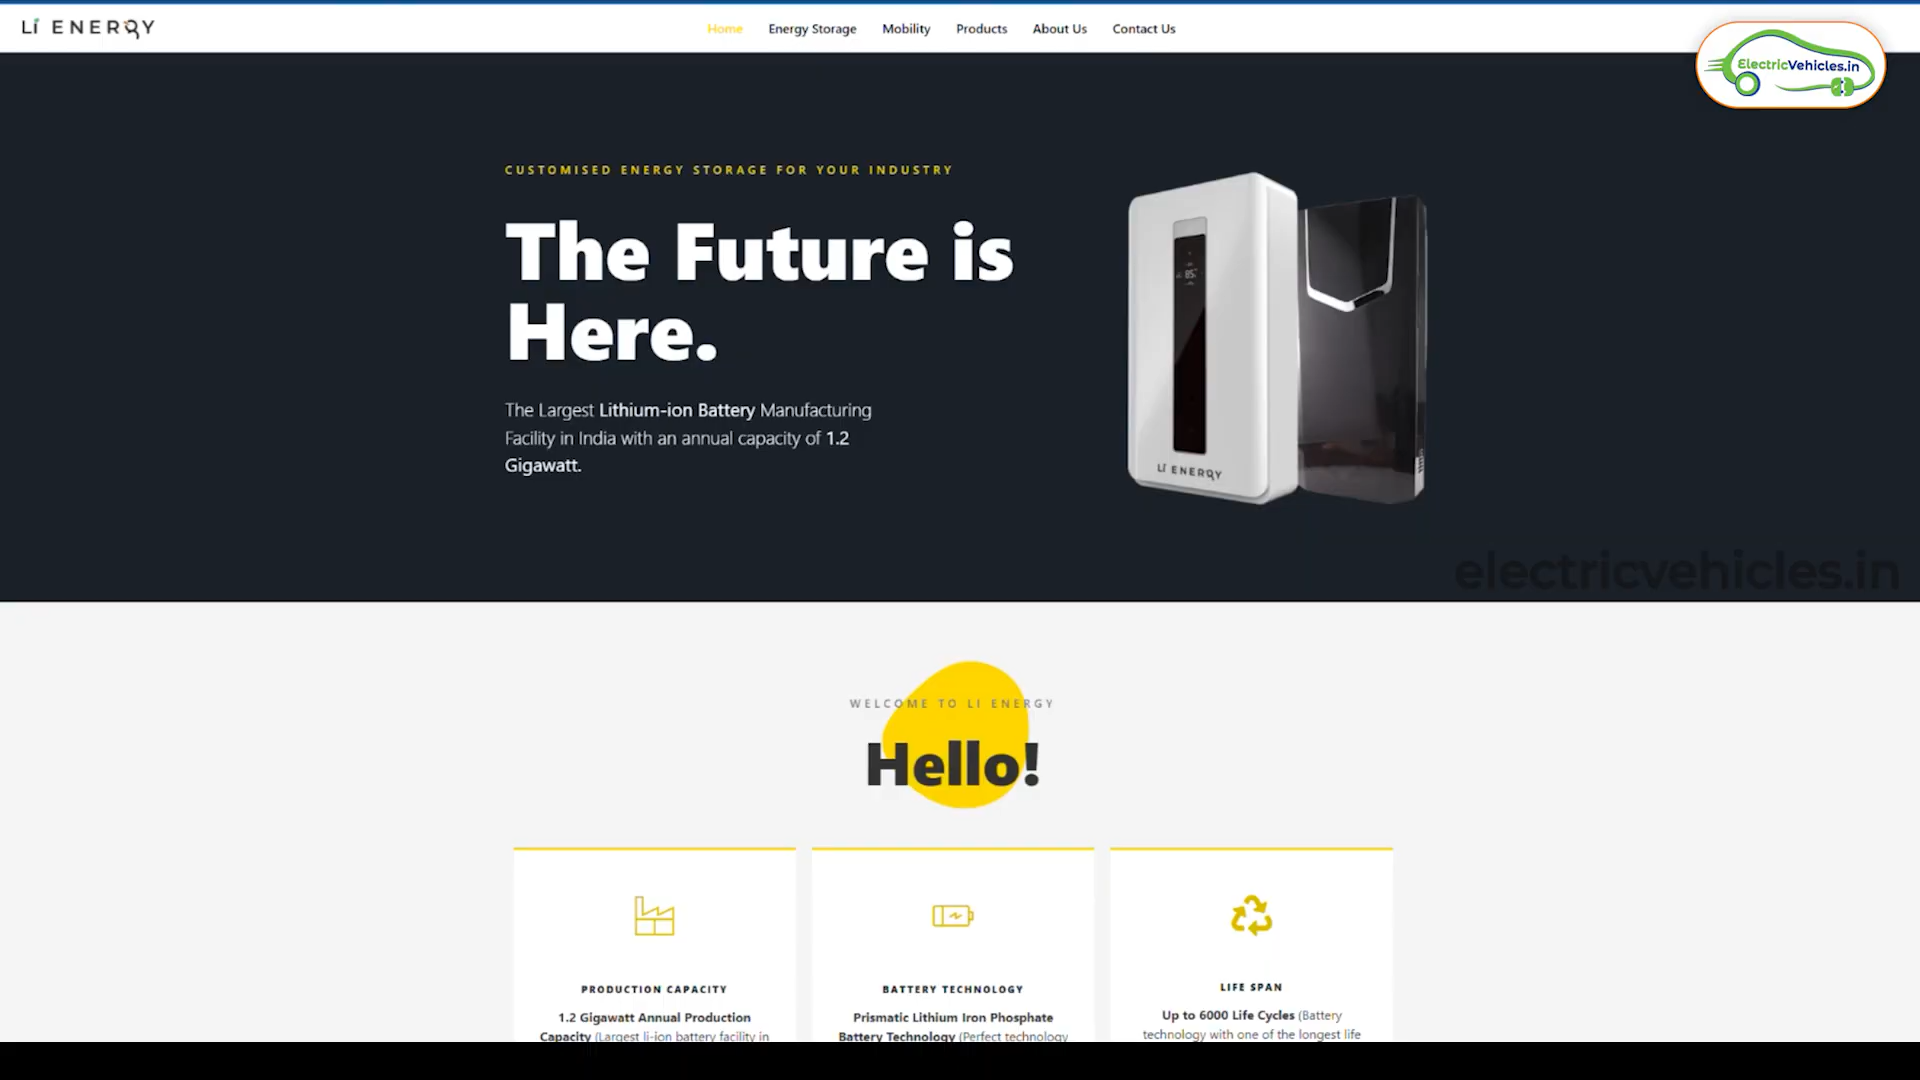 Li ENERGY
Home Energy Storage Mobility Products About Us Contact Us
ElectricVehicles.in
CUSTOMISED ENERGY STORAGE FOR YOUR INDUSTRY
The Future is
Here.
The Largest Lithium-ion Battery Manufacturing
Facility in India with an annual capacity of 1.2
Gigawatt.
85
Li ENERGY
electricvehicles.in
WELCOME TO LI ENERGY
Hello!
PRODUCTION CAPACITY
1.2 Gigawatt Annual Production
Capacity (Largest li-ion battery facility in
BATTERY TECHNOLOGY
Prismatic Lithium Iron Phosphate
Battery Technology (Perfect technology
LIFE SPAN
Up to 6000 Life Cycles (Battery
technology with one of the longest life